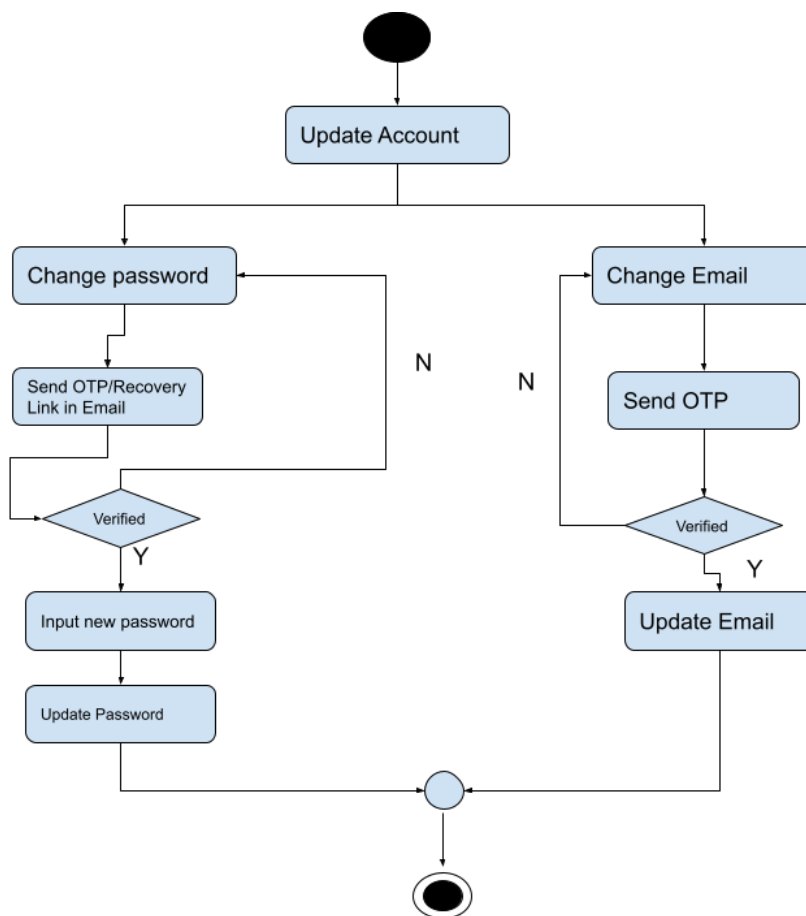 Update Account
Change password
Change Email
N
N
Send OTP/Recovery
Link in Email
Send OTP
Verified
Verified
Y
Y
Input new password
Update Email
Update Password